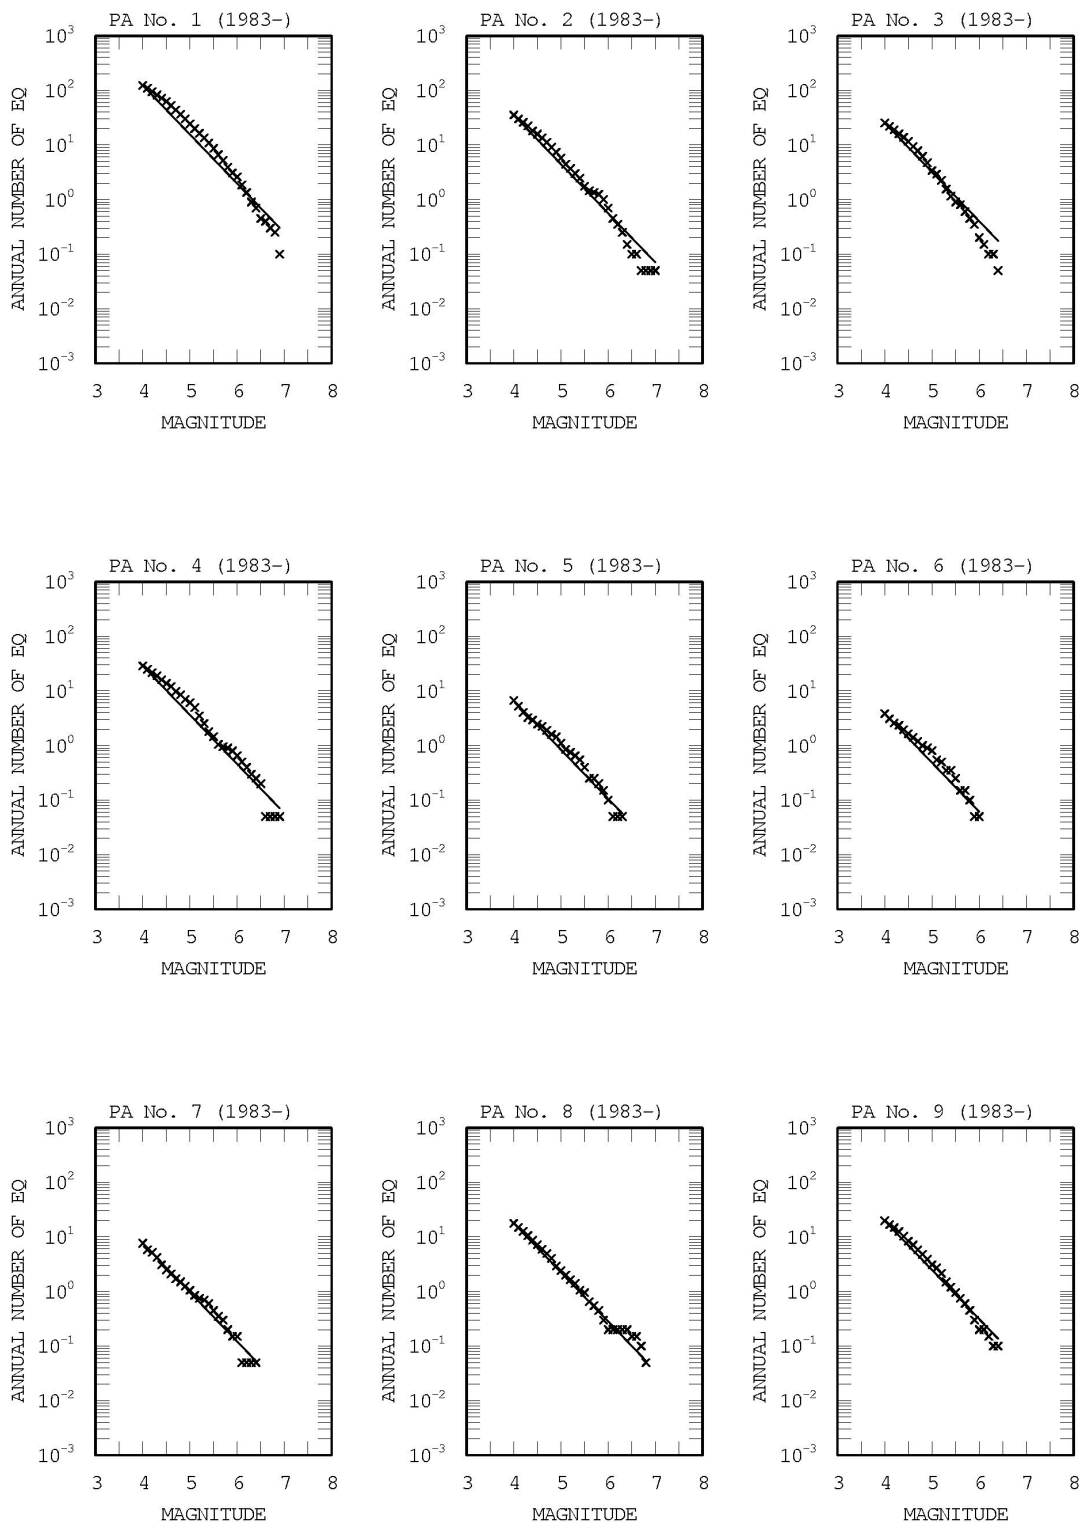 PA No. 1 (1983-)
PA No. 2 (1983-)
PA No. 3 (1983-)
10³ 10³ 10³
10² 10² 10²
10¹ 10¹ 10¹
10⁰ 10⁰ 10⁰
10⁻¹ 10⁻¹ 10⁻¹
10⁻² 10⁻² 10⁻²
10⁻³ 10⁻³ 10⁻³
ANNUAL NUMBER OF EQ
ANNUAL NUMBER OF EQ
ANNUAL NUMBER OF EQ
3 4 5 6 7 8
3 4 5 6 7 8
3 4 5 6 7 8
MAGNITUDE
MAGNITUDE
MAGNITUDE
PA No. 4 (1983-)
PA No. 5 (1983-)
PA No. 6 (1983-)
10³ 10³ 10³
10² 10² 10²
10¹ 10¹ 10¹
10⁰ 10⁰ 10⁰
10⁻¹ 10⁻¹ 10⁻¹
10⁻² 10⁻² 10⁻²
10⁻³ 10⁻³ 10⁻³
ANNUAL NUMBER OF EQ
ANNUAL NUMBER OF EQ
ANNUAL NUMBER OF EQ
3 4 5 6 7 8
3 4 5 6 7 8
3 4 5 6 7 8
MAGNITUDE
MAGNITUDE
MAGNITUDE
PA No. 7 (1983-)
PA No. 8 (1983-)
PA No. 9 (1983-)
10³ 10³ 10³
10² 10² 10²
10¹ 10¹ 10¹
10⁰ 10⁰ 10⁰
10⁻¹ 10⁻¹ 10⁻¹
10⁻² 10⁻² 10⁻²
10⁻³ 10⁻³ 10⁻³
ANNUAL NUMBER OF EQ
ANNUAL NUMBER OF EQ
ANNUAL NUMBER OF EQ
3 4 5 6 7 8
3 4 5 6 7 8
3 4 5 6 7 8
MAGNITUDE
MAGNITUDE
MAGNITUDE